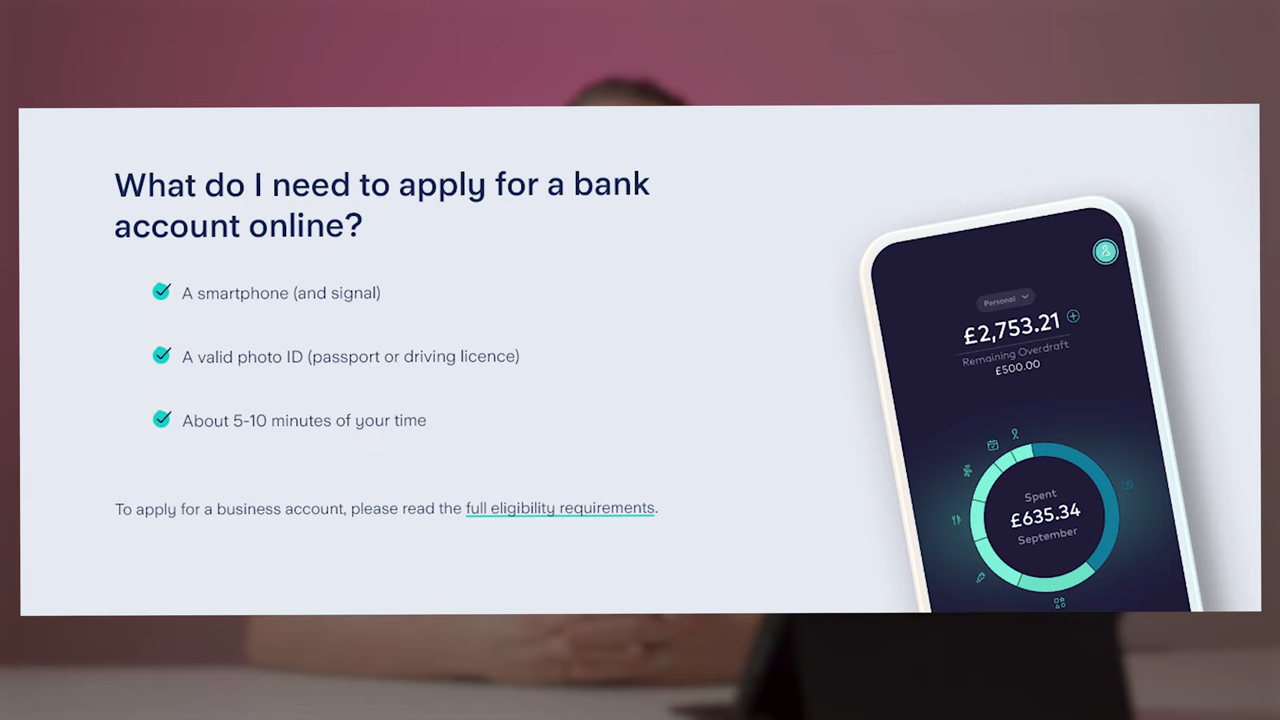 What do I need to apply for a bank
account online?
A smartphone (and signal)
A valid photo ID (passport or driving licence)
About 5-10 minutes of your time
To apply for a business account, please read the full eligibility requirements.
Personal
£2,753.21
Remaining Overdraft
£500.00
Spent
£635.34
September